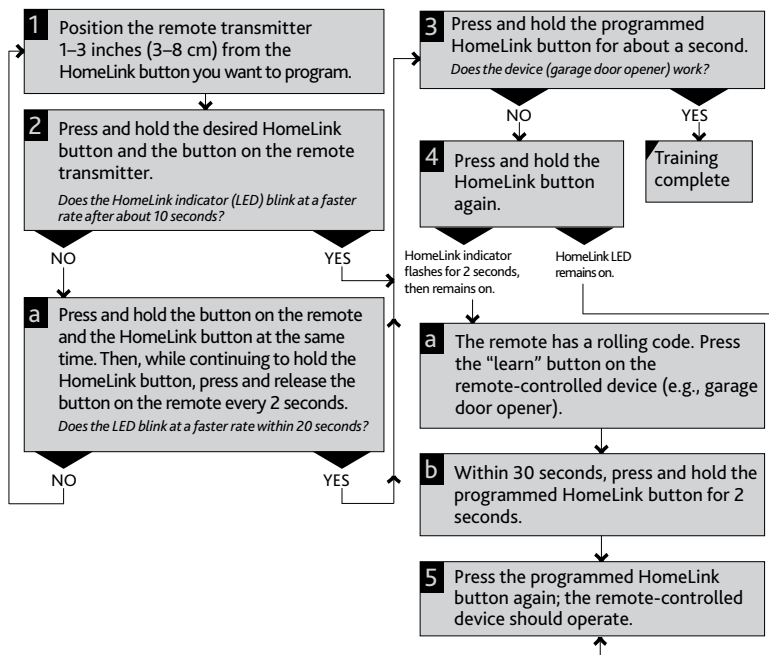 1
Position the remote transmitter
1–3 inches (3–8 cm) from the
HomeLink button you want to program.
2
Press and hold the desired HomeLink
button and the button on the remote
transmitter.
Does the HomeLink indicator (LED) blink at a faster
rate after about 10 seconds?
NO
YES
a
Press and hold the button on the remote
and the HomeLink button at the same
time. Then, while continuing to hold the
HomeLink button, press and release the
button on the remote every 2 seconds.
Does the LED blink at a faster rate within 20 seconds?
NO
YES
3
Press and hold the programmed
HomeLink button for about a second.
Does the device (garage door opener) work?
NO
YES
4
Press and hold the
HomeLink button
again.
Training
complete
HomeLink indicator
flashes for 2 seconds,
then remains on.
HomeLink LED
remains on.
a
The remote has a rolling code. Press
the “learn” button on the
remote-controlled device (e.g., garage
door opener).
b
Within 30 seconds, press and hold the
programmed HomeLink button for 2
seconds.
5
Press the programmed HomeLink
button again; the remote-controlled
device should operate.